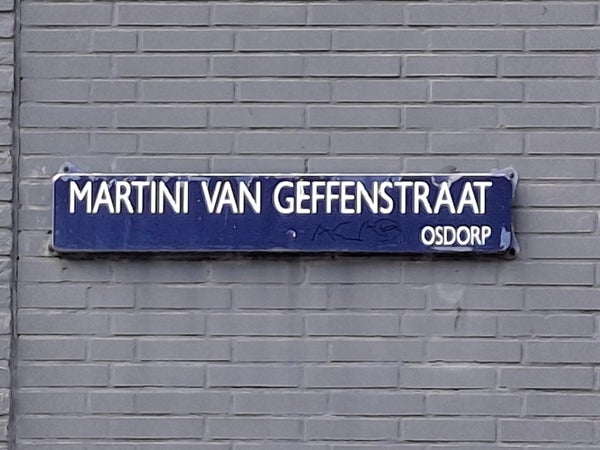 MARTINI VAN GEFFENSTRAAT
OSDORP